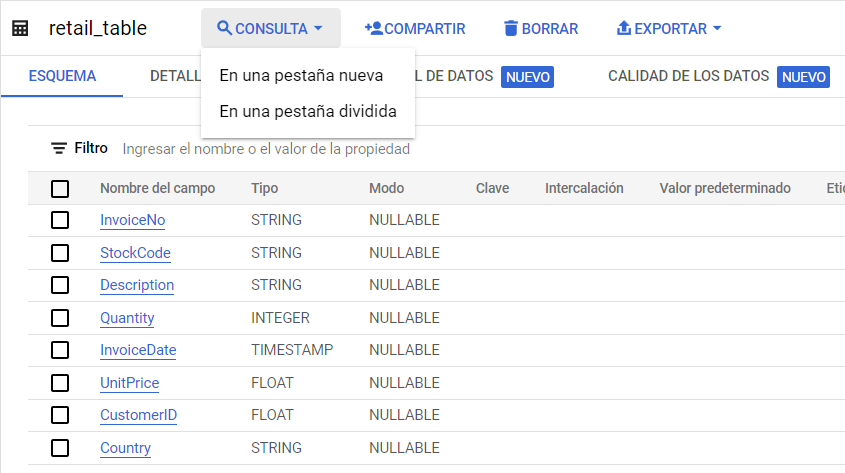 retail_table CONSULTA COMPARTIR BORRAR EXPORTAR
En una pestaña nueva
En una pestaña dividida
ESQUEMA DETALL L DE DATOS NUEVO CALIDAD DE LOS DATOS NUEVO
Filtro Ingresar el nombre o el valor de la propiedad
Nombre del campo Tipo Modo Clave Intercalación Valor predeterminado Etiq
InvoiceNo STRING NULLABLE
StockCode STRING NULLABLE
Description STRING NULLABLE
Quantity INTEGER NULLABLE
InvoiceDate TIMESTAMP NULLABLE
UnitPrice FLOAT NULLABLE
CustomerID FLOAT NULLABLE
Country STRING NULLABLE